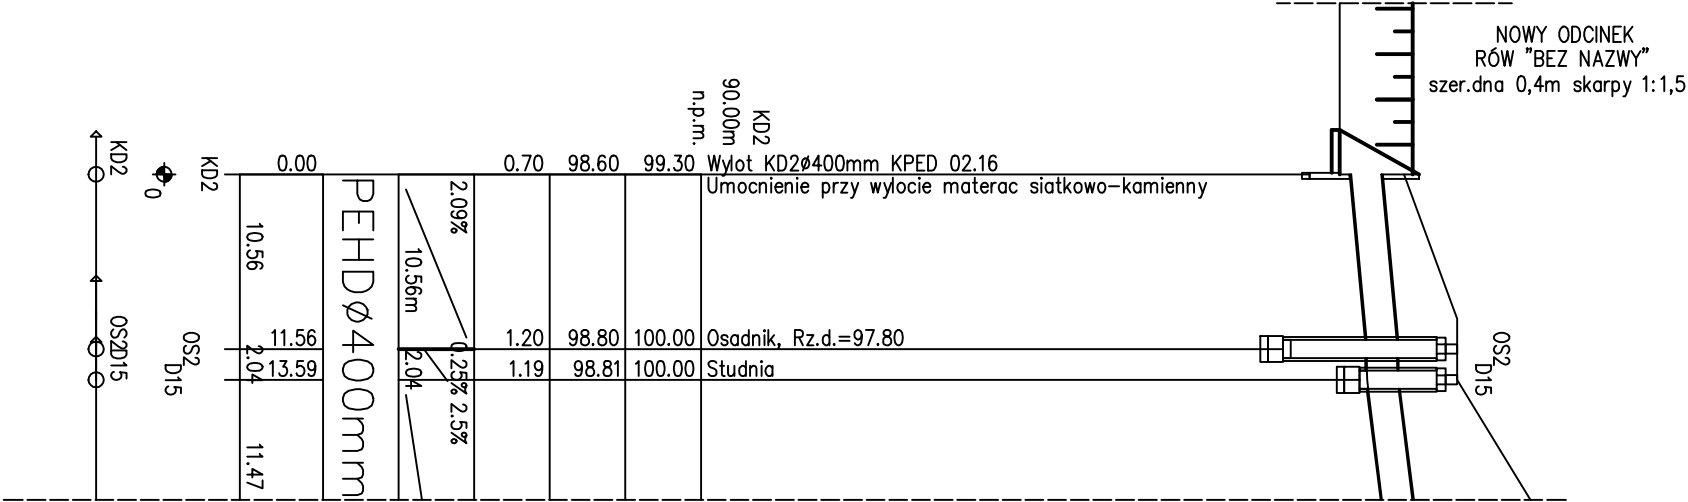 NOWY ODCINEK
RÓW "BEZ NAZWY"
szer.dna 0,4m skarpy 1:1,5
KD2
90.00m
n.p.m.
KD2
0
KD2
0.00
0.70
98.60
99.30
Wylot KD2ø400mm KPED 02.16
Umocnienie przy wylocie materac siatkowo-kamienny
10.56
PEHDø400mm
2.09%
10.56m
OS2
D15
OS2
D15
11.56
1.20
98.80
100.00
Osadnik, Rz.d.=97.80
2.04
13.59
2.04
0.25%
2.5%
1.19
98.81
100.00
Studnia
OS2
D15
11.47